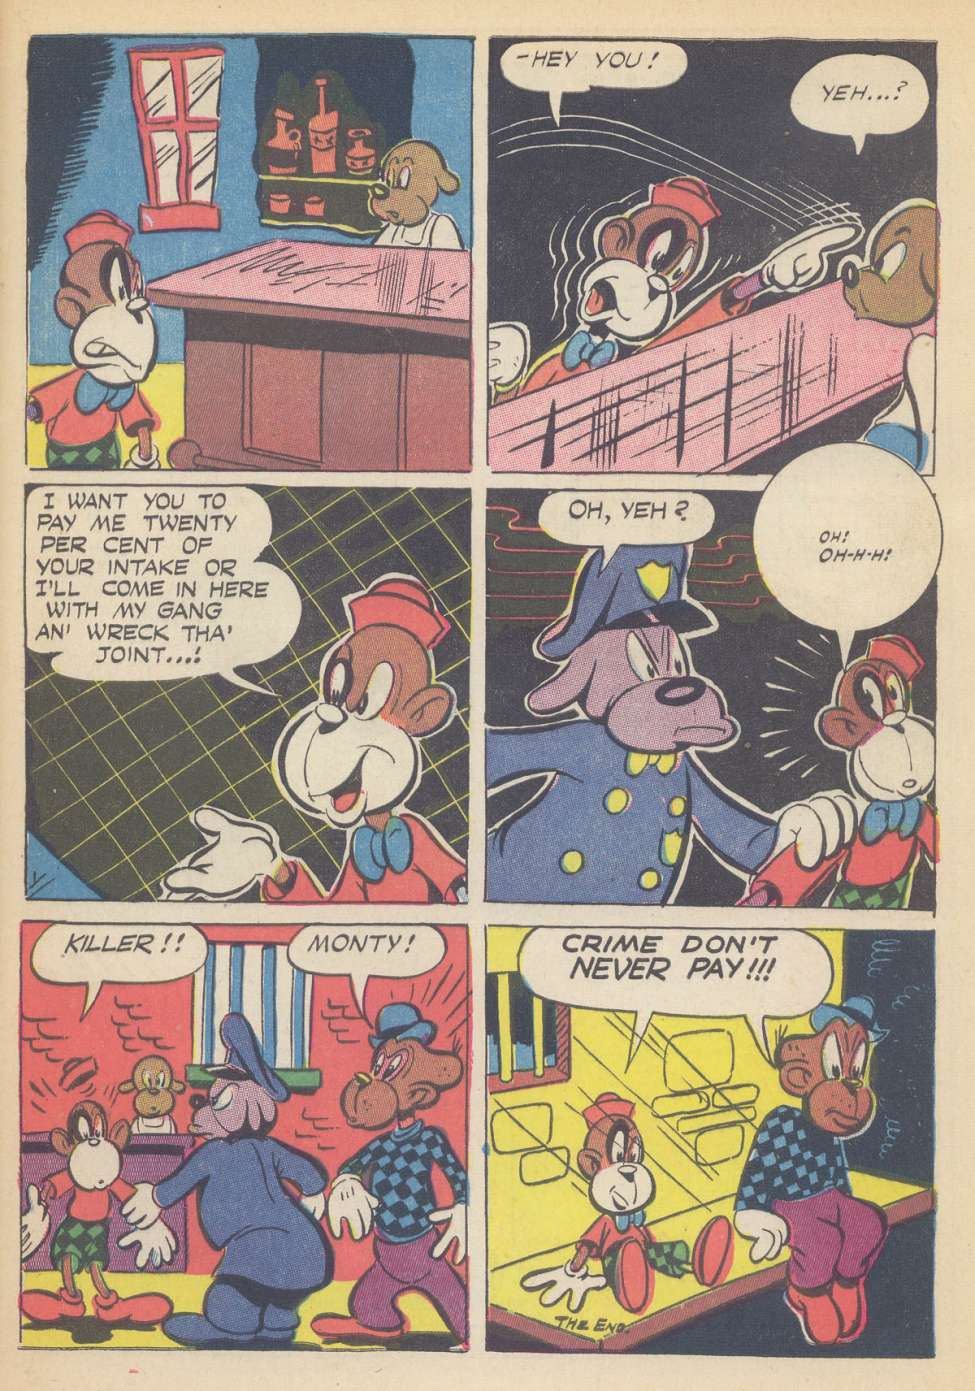 -HEY YOU!
YEH...?
I WANT YOU TO
PAY ME TWENTY
PER CENT OF
YOUR INTAKE OR
I'LL COME IN HERE
WITH MY GANG
AN' WRECK THA'
JOINT...!
OH, YEH?
OH!
OH-H-H!
KILLER!!
MONTY!
CRIME DON'T
NEVER PAY!!!
THE END.